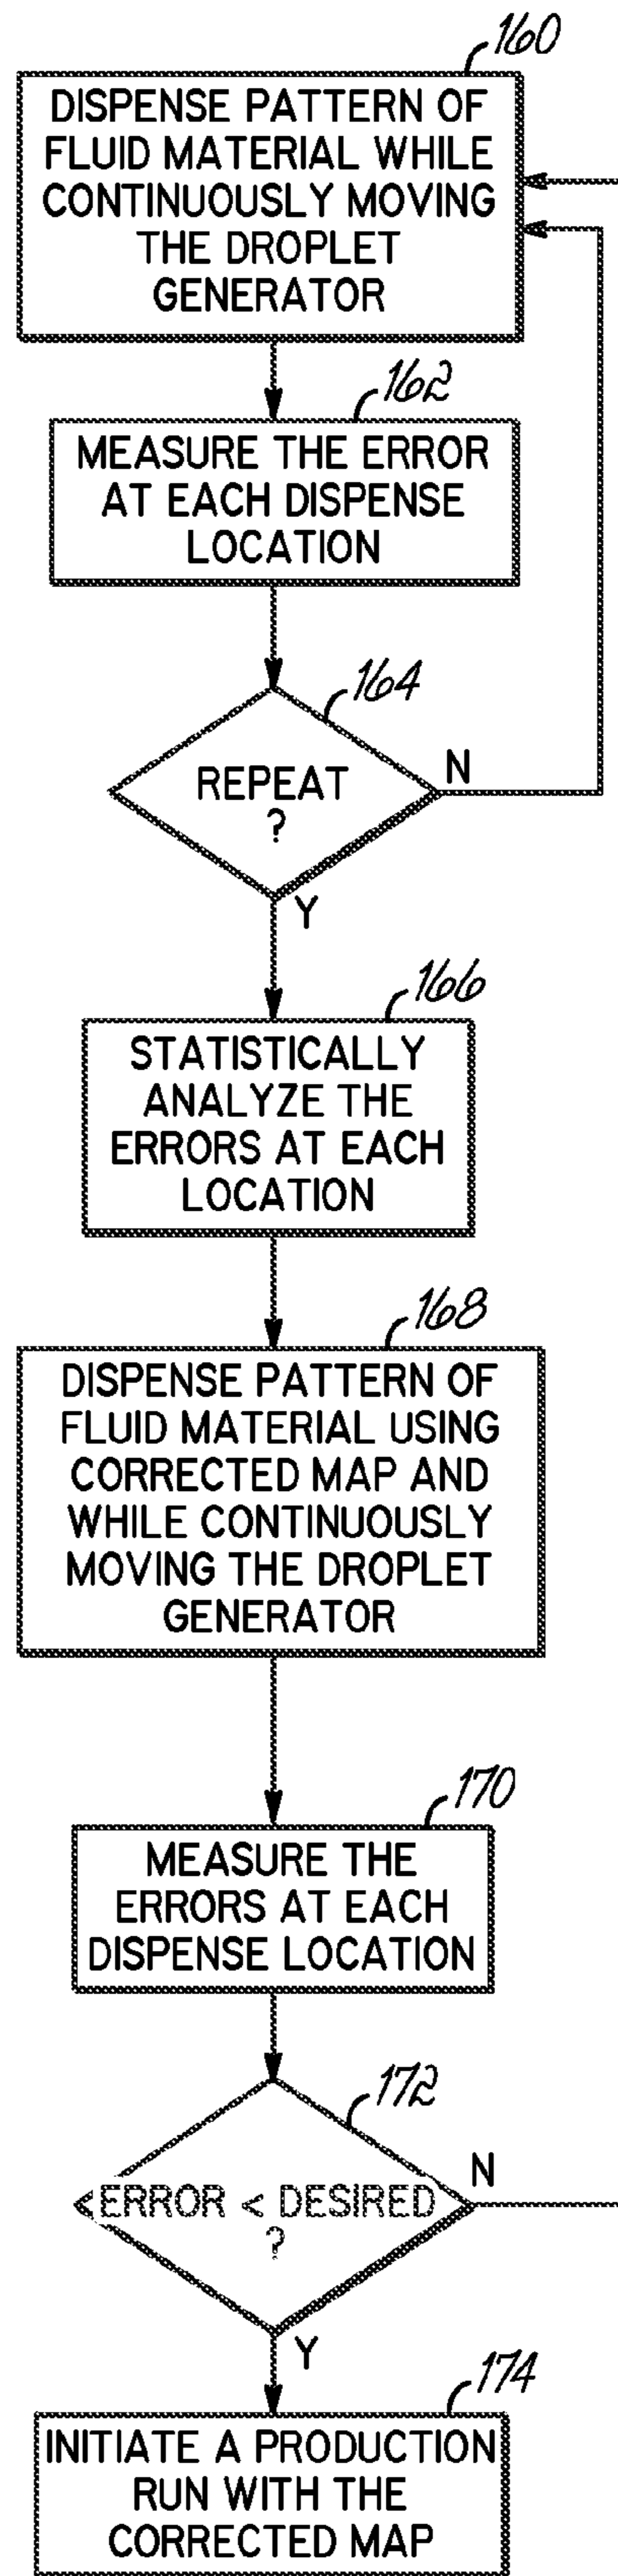 160
DISPENSE PATTERN OF
FLUID MATERIAL WHILE
CONTINUOUSLY MOVING
THE DROPLET
GENERATOR
162
MEASURE THE ERROR
AT EACH DISPENSE
LOCATION
164
REPEAT
?
N
Y
166
STATISTICALLY
ANALYZE THE
ERRORS AT EACH
LOCATION
168
DISPENSE PATTERN OF
FLUID MATERIAL USING
CORRECTED MAP AND
WHILE CONTINUOUSLY
MOVING THE DROPLET
GENERATOR
170
MEASURE THE
ERRORS AT EACH
DISPENSE LOCATION
172
ERROR < DESIRED
?
N
Y
174
INITIATE A PRODUCTION
RUN WITH THE
CORRECTED MAP